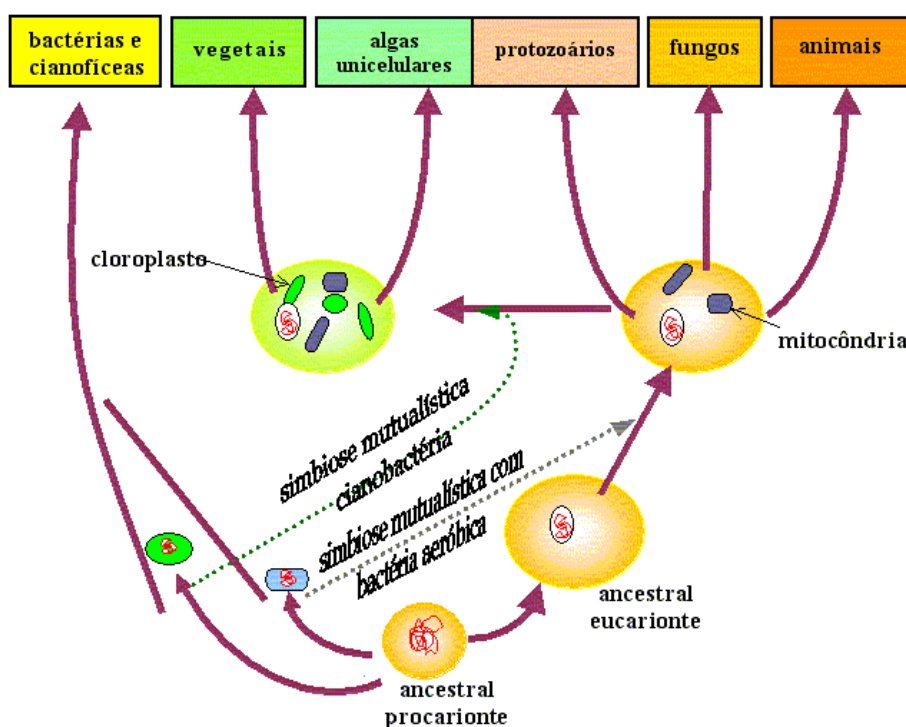 bactérias e
cianofíceas
vegetais
algas
unicelulares
protozoários
fungos
animais
cloroplasto
mitocôndria
simbiose mutualística
cianobactéria
simbiose mutualística com
bactéria aeróbica
ancestral
eucarionte
ancestral
procarionte